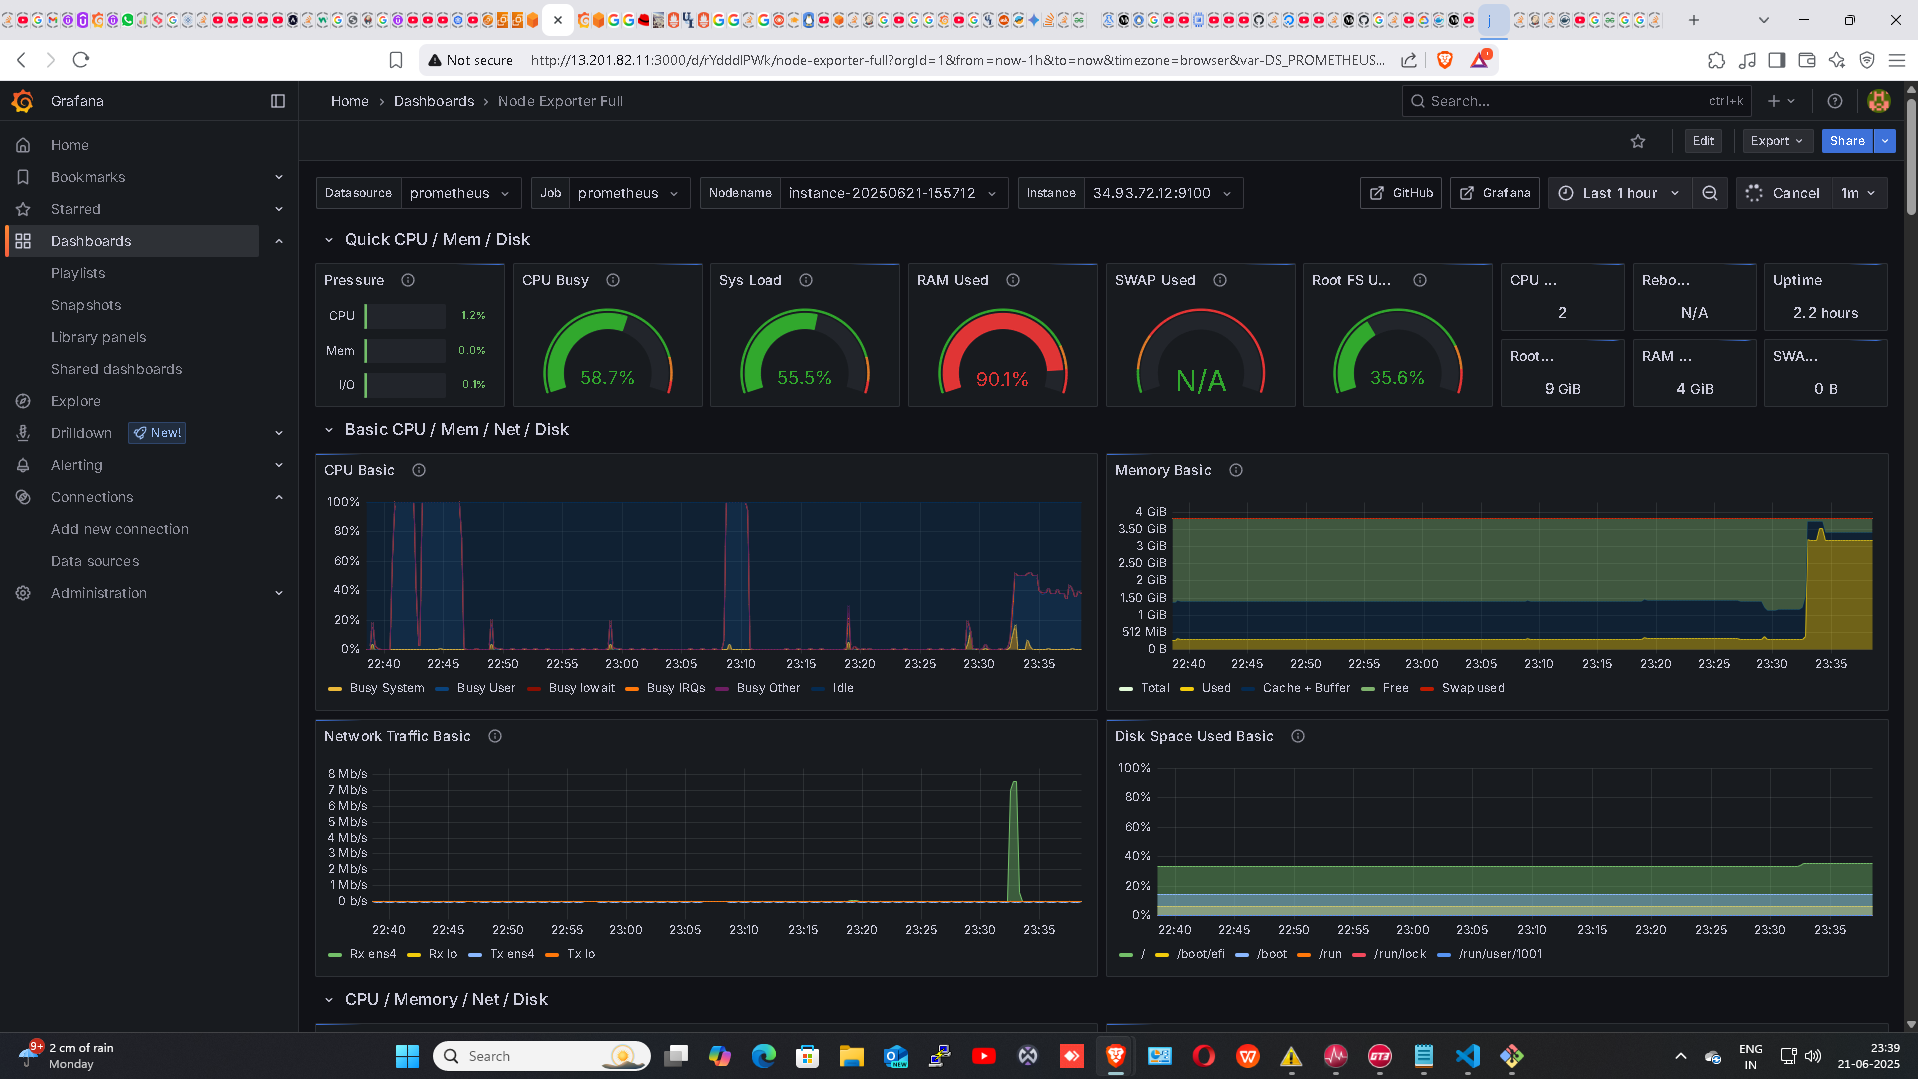 Not secure
http://13.201.82.11:3000/d/rYdddlPWk/node-exporter-full?orgId=1&from=now-1h&to=now&timezone=browser&var-DS_PROMETHEUS...
Grafana
Home › Dashboards › Node Exporter Full
Search...
ctrl+k
Edit
Export
Share
Home
Bookmarks
Starred
Dashboards
Playlists
Snapshots
Library panels
Shared dashboards
Explore
Drilldown
New!
Alerting
Connections
Add new connection
Data sources
Administration
Datasource prometheus
Job prometheus
Nodename instance-20250621-155712
Instance 34.93.72.12:9100
GitHub
Grafana
Last 1 hour
Cancel
1m
Quick CPU / Mem / Disk
Pressure
CPU 1.2%
Mem 0.0%
I/O 0.1%
CPU Busy
58.7%
Sys Load
55.5%
RAM Used
90.1%
SWAP Used
N/A
Root FS U...
35.6%
CPU ...
2
Rebo...
N/A
Uptime
2.2 hours
Root...
9 GiB
RAM ...
4 GiB
SWA...
0 B
Basic CPU / Mem / Net / Disk
CPU Basic
100%
80%
60%
40%
20%
0%
22:40 22:45 22:50 22:55 23:00 23:05 23:10 23:15 23:20 23:25 23:30 23:35
Busy System Busy User Busy Iowait Busy IRQs Busy Other Idle
Memory Basic
4 GiB
3.50 GiB
3 GiB
2.50 GiB
2 GiB
1.50 GiB
1 GiB
512 MiB
0 B
22:40 22:45 22:50 22:55 23:00 23:05 23:10 23:15 23:20 23:25 23:30 23:35
Total Used Cache + Buffer Free Swap used
Network Traffic Basic
8 Mb/s
7 Mb/s
6 Mb/s
5 Mb/s
4 Mb/s
3 Mb/s
2 Mb/s
1 Mb/s
0 b/s
22:40 22:45 22:50 22:55 23:00 23:05 23:10 23:15 23:20 23:25 23:30 23:35
Rx ens4 Rx lo Tx ens4 Tx lo
Disk Space Used Basic
100%
80%
60%
40%
20%
0%
22:40 22:45 22:50 22:55 23:00 23:05 23:10 23:15 23:20 23:25 23:30 23:35
/ /boot/efi /boot /run /run/lock /run/user/1001
CPU / Memory / Net / Disk
9+
2 cm of rain
Monday
Search
ENG
IN
23:39
21-06-2025